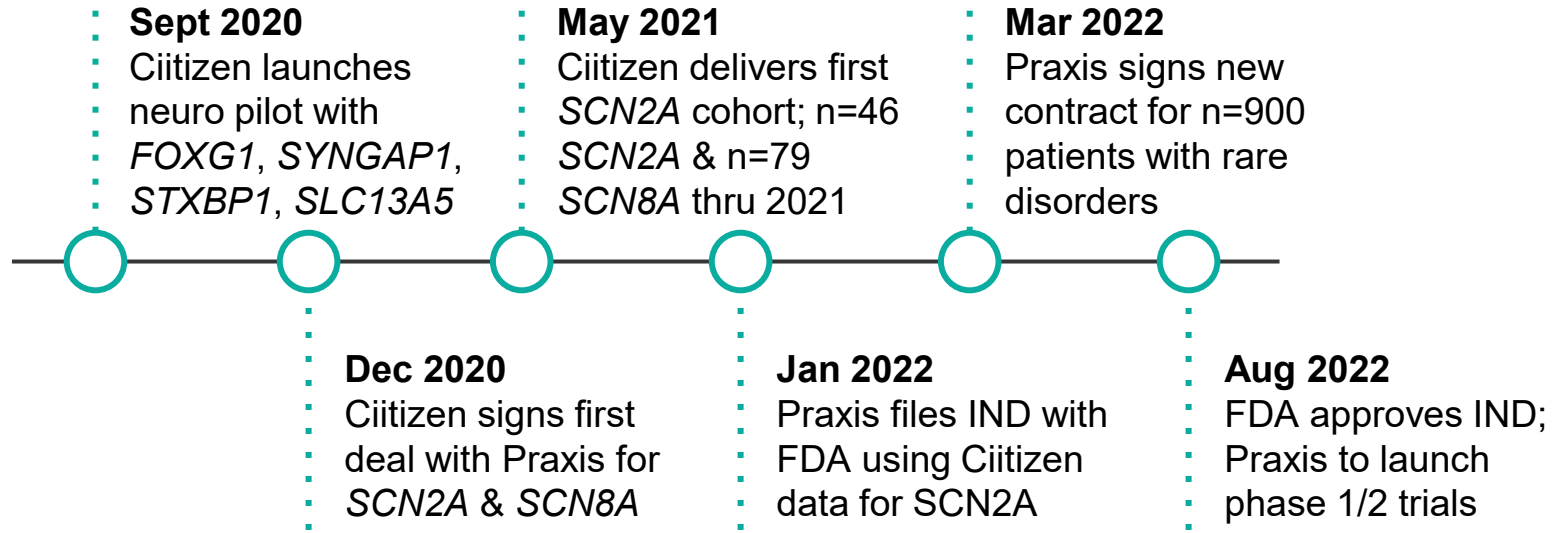 Sept 2020
Ciitizen launches
neuro pilot with
FOXG1, SYNGAP1,
STXBP1, SLC13A5
Dec 2020
Ciitizen signs first
deal with Praxis for
SCN2A & SCN8A
May 2021
Ciitizen delivers first
SCN2A cohort; n=46
SCN2A & n=79
SCN8A thru 2021
Jan 2022
Praxis files IND with
FDA using Ciitizen
data for SCN2A
Mar 2022
Praxis signs new
contract for n=900
patients with rare
disorders
Aug 2022
FDA approves IND;
Praxis to launch
phase 1/2 trials